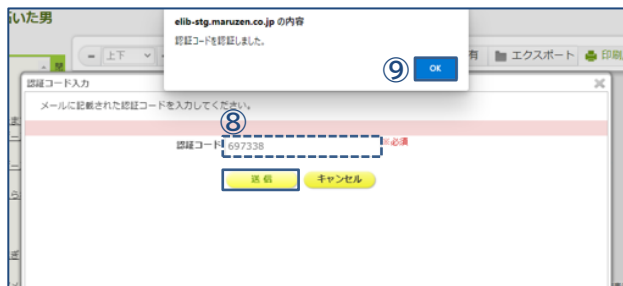 いた男
elib-stg.maruzen.co.jp の内容
認証コードを認証しました。
OK
⑨
- 上下
有 エクスポート 印刷
認証コード入力
メールに記載された認証コードを入力してください。
⑧
認証コード 697338 ※必須
送信 キャンセル